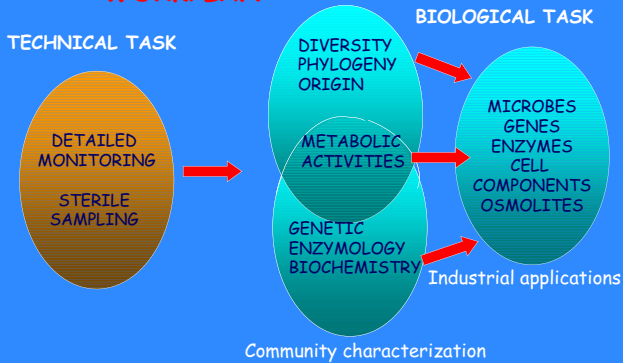 TECHNICAL TASK
BIOLOGICAL TASK
DETAILED
MONITORING
STERILE
SAMPLING
DIVERSITY
PHYLOGENY
ORIGIN
METABOLIC
ACTIVITIES
GENETIC
ENZYMOLOGY
BIOCHEMISTRY
MICROBES
GENES
ENZYMES
CELL
COMPONENTS
OSMOLITES
Industrial applications
Community characterization